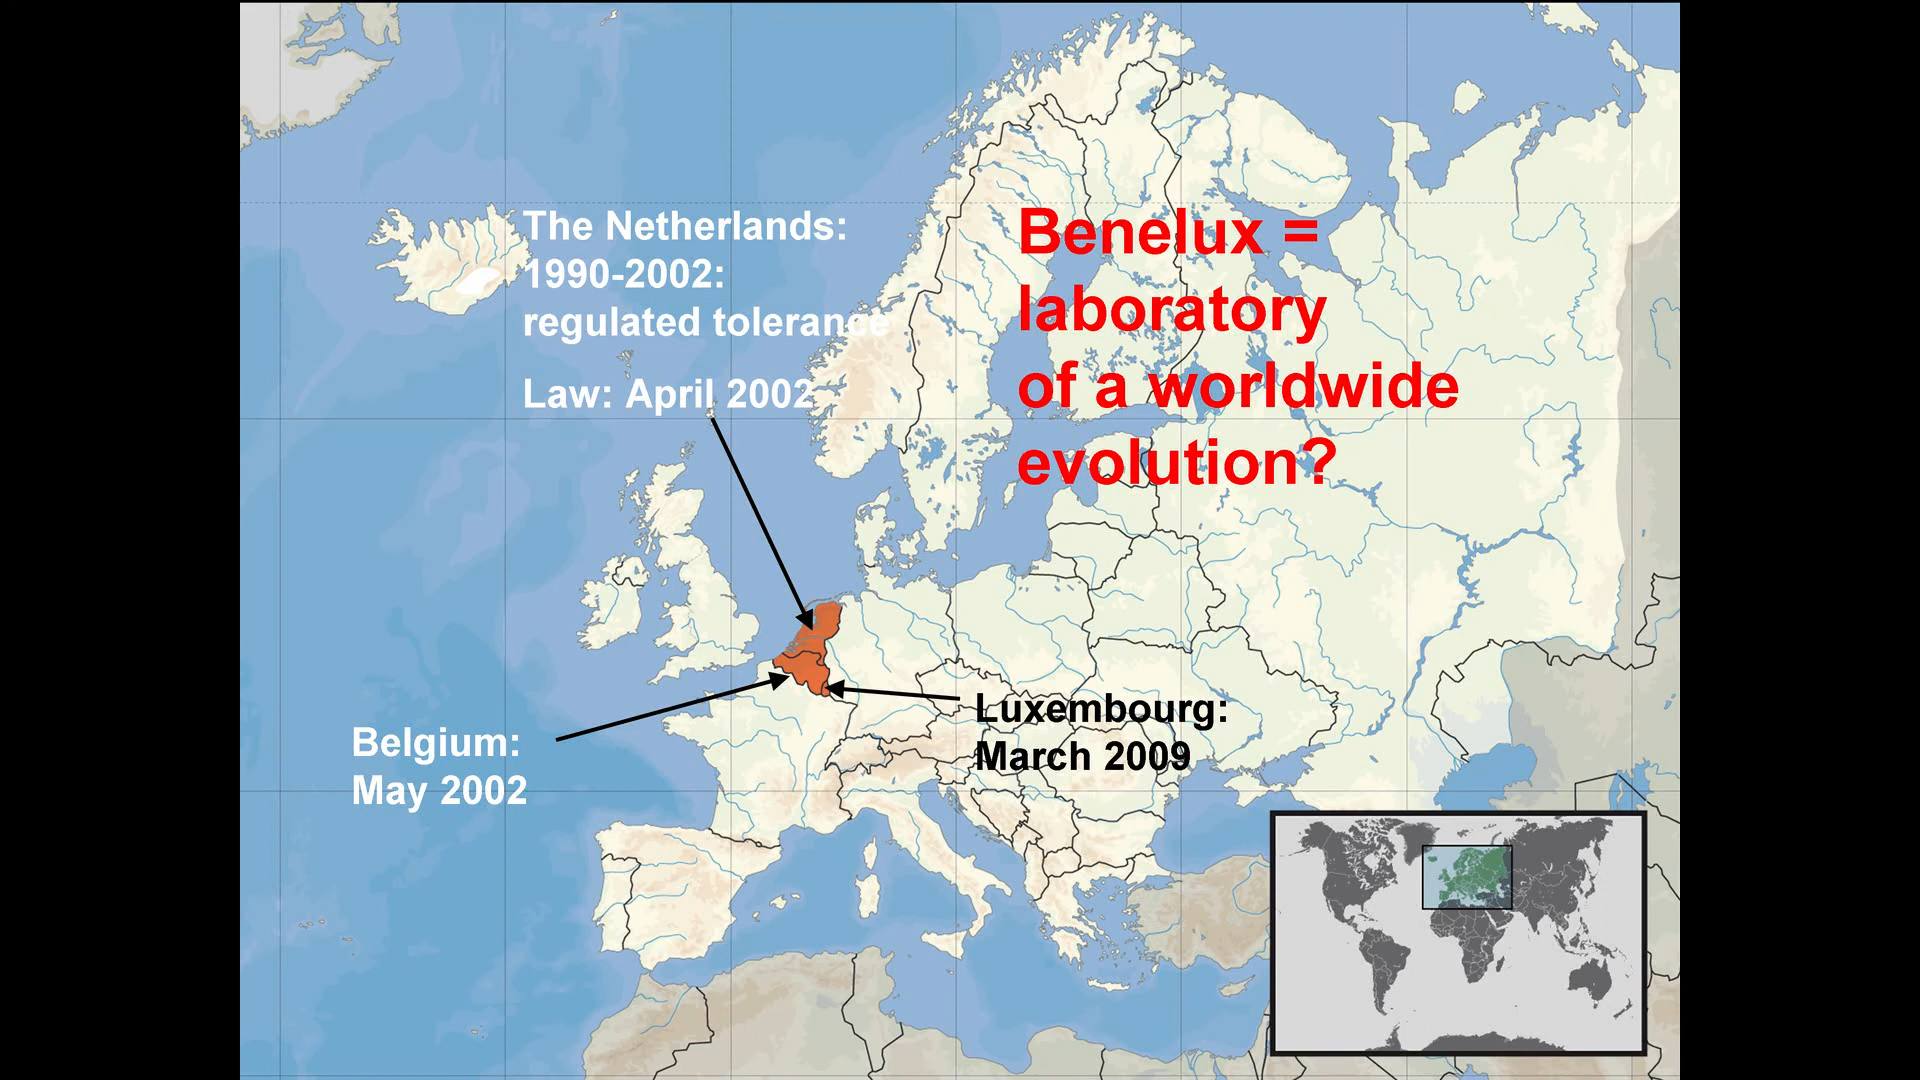 The Netherlands:
1990-2002:
regulated tolerance
Law: April 2002
Benelux =
laboratory
of a worldwide
evolution?
Belgium:
May 2002
Luxembourg:
March 2009